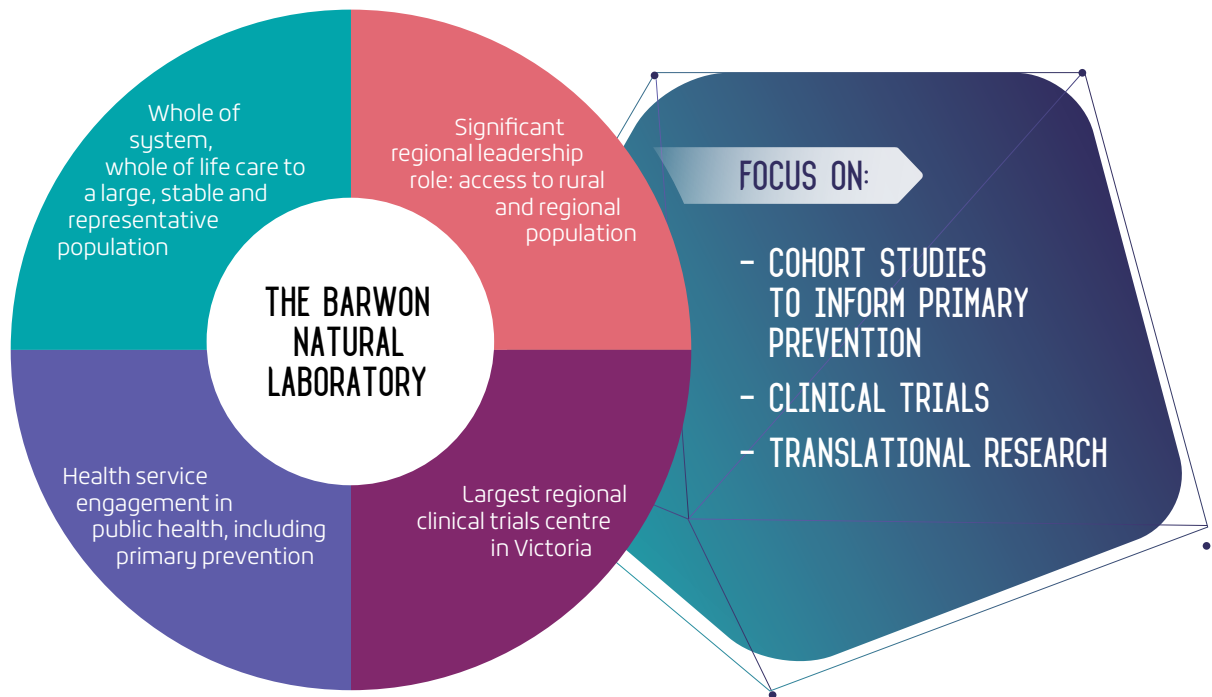 Whole of
system,
whole of life care to
a large, stable and
representative
population
Significant
regional leadership
role: access to rural
and regional
population
THE BARWON
NATURAL
LABORATORY
Health service
engagement in
public health, including
primary prevention
Largest regional
clinical trials centre
in Victoria
FOCUS ON:
- COHORT STUDIES
TO INFORM PRIMARY
PREVENTION
- CLINICAL TRIALS
- TRANSLATIONAL RESEARCH